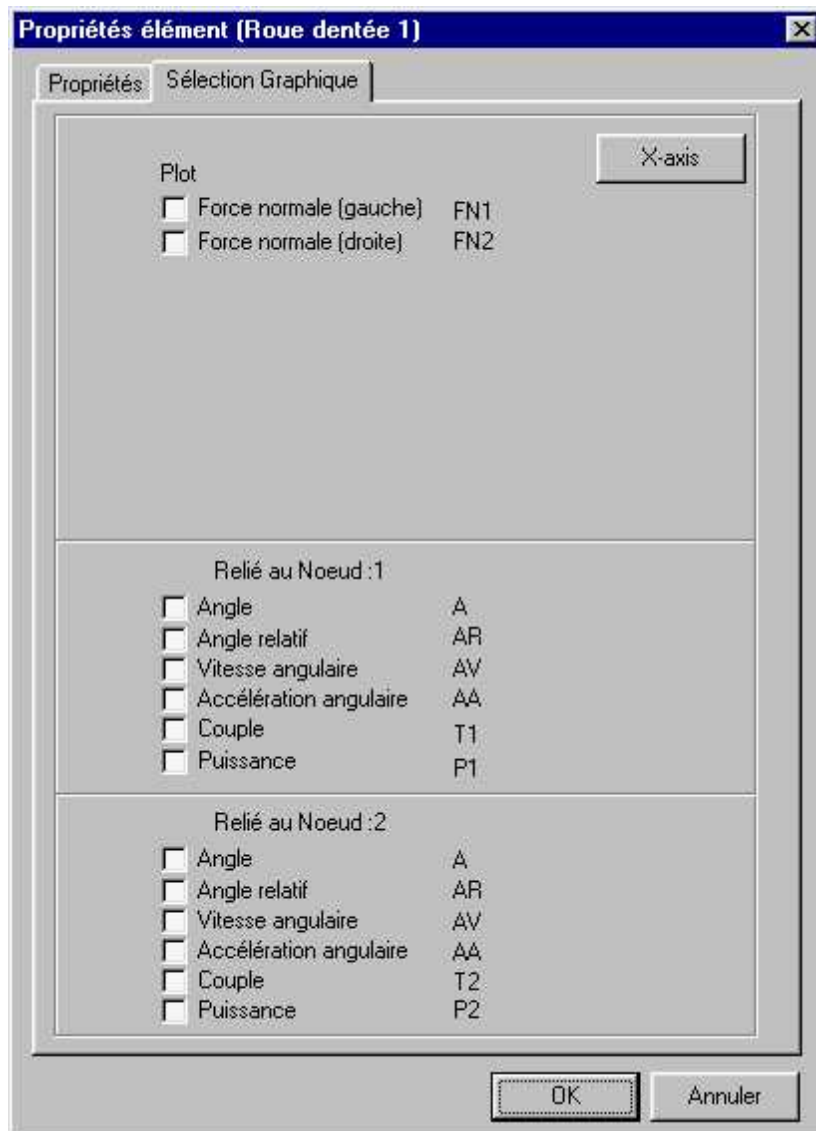 Propriétés élément (Roue dentée 1)
Propriétés
Sélection Graphique
X-axis
Plot
Force normale (gauche) FN1
Force normale (droite) FN2
Relié au Noeud :1
Angle A
Angle relatif AR
Vitesse angulaire AV
Accélération angulaire AA
Couple T1
Puissance P1
Relié au Noeud :2
Angle A
Angle relatif AR
Vitesse angulaire AV
Accélération angulaire AA
Couple T2
Puissance P2
OK
Annuler